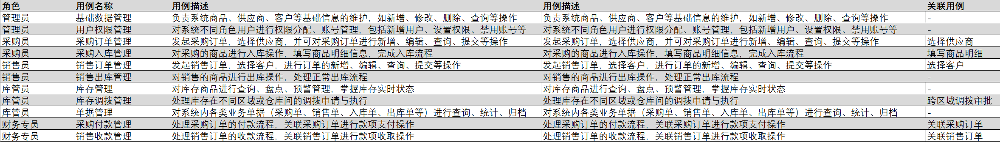 角色 用例名称 用例描述 用例描述 关联用例
管理员 基础数据管理 负责系统商品、供应商、客户等基础信息的维护，如新增、修改、删除、查询等操作 负责系统商品、供应商、客户等基础信息的维护，如新增、修改、删除、查询等操作 -
管理员 用户权限管理 对系统不同角色用户进行权限分配、账号管理，包括新增用户、设置权限、禁用账号等 对系统不同角色用户进行权限分配、账号管理，包括新增用户、设置权限、禁用账号等 -
采购员 采购订单管理 发起采购订单，选择供应商，并可对采购订单进行新增、编辑、查询、提交等操作 发起采购订单，选择供应商，并可对采购订单进行新增、编辑、查询、提交等操作 选择供应商
采购员 采购入库管理 对采购的商品进行入库操作，填写商品明细信息，完成入库流程 对采购的商品进行入库操作，填写商品明细信息，完成入库流程 填写商品明细
销售员 销售订单管理 发起销售订单，选择客户，进行订单的新增、编辑、查询、提交等操作 发起销售订单，选择客户，进行订单的新增、编辑、查询、提交等操作 选择客户
销售员 销售出库管理 对销售的商品进行出库操作，处理正常出库流程 对销售的商品进行出库操作，处理正常出库流程 -
库管员 库存管理 对库存商品进行查询、盘点、预警管理，掌握库存实时状态 对库存商品进行查询、盘点、预警管理，掌握库存实时状态 -
库管员 库存调拨管理 处理库存在不同区域或仓库间的调拨申请与执行 处理库存在不同区域或仓库间的调拨申请与执行 跨区域调拨审批
库管员 单据管理 对系统内各类业务单据（采购单、销售单、入库单、出库单等）进行查询、统计、归档 对系统内各类业务单据（采购单、销售单、入库单、出库单等）进行查询、统计、归档 -
财务专员 采购付款管理 处理采购订单的付款流程，关联采购订单进行款项支付操作 处理采购订单的付款流程，关联采购订单进行款项支付操作 关联采购订单
财务专员 销售收款管理 处理销售订单的收款流程，关联销售订单进行款项收取操作 处理销售订单的收款流程，关联销售订单进行款项收取操作 关联销售订单